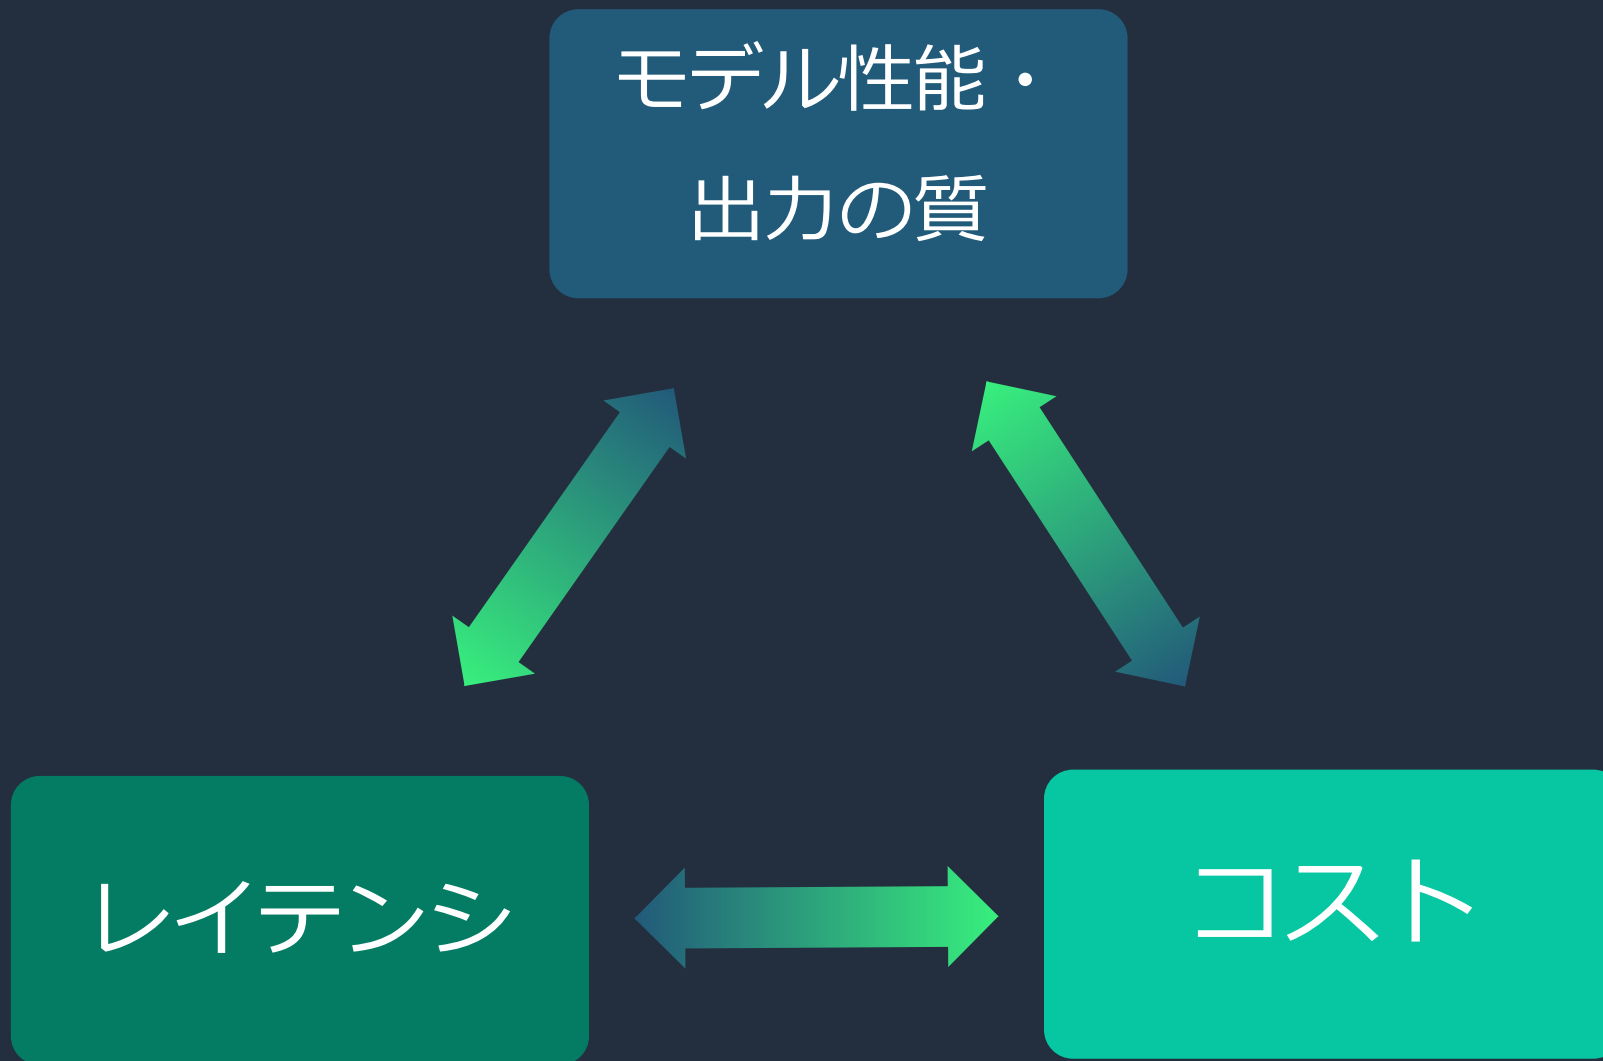 モデル性能・
出力の質
レイテンシ
コスト